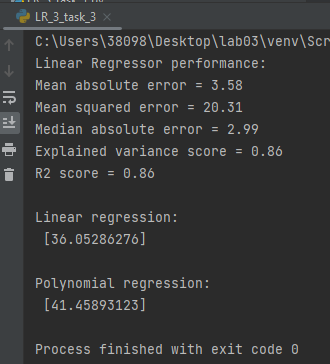 LR_3_task_3
C:\Users\38098\Desktop\lab03\venv\Scr
Linear Regressor performance:
Mean absolute error = 3.58
Mean squared error = 20.31
Median absolute error = 2.99
Explained variance score = 0.86
R2 score = 0.86
Linear regression:
[36.05286276]
Polynomial regression:
[41.45893123]
Process finished with exit code 0